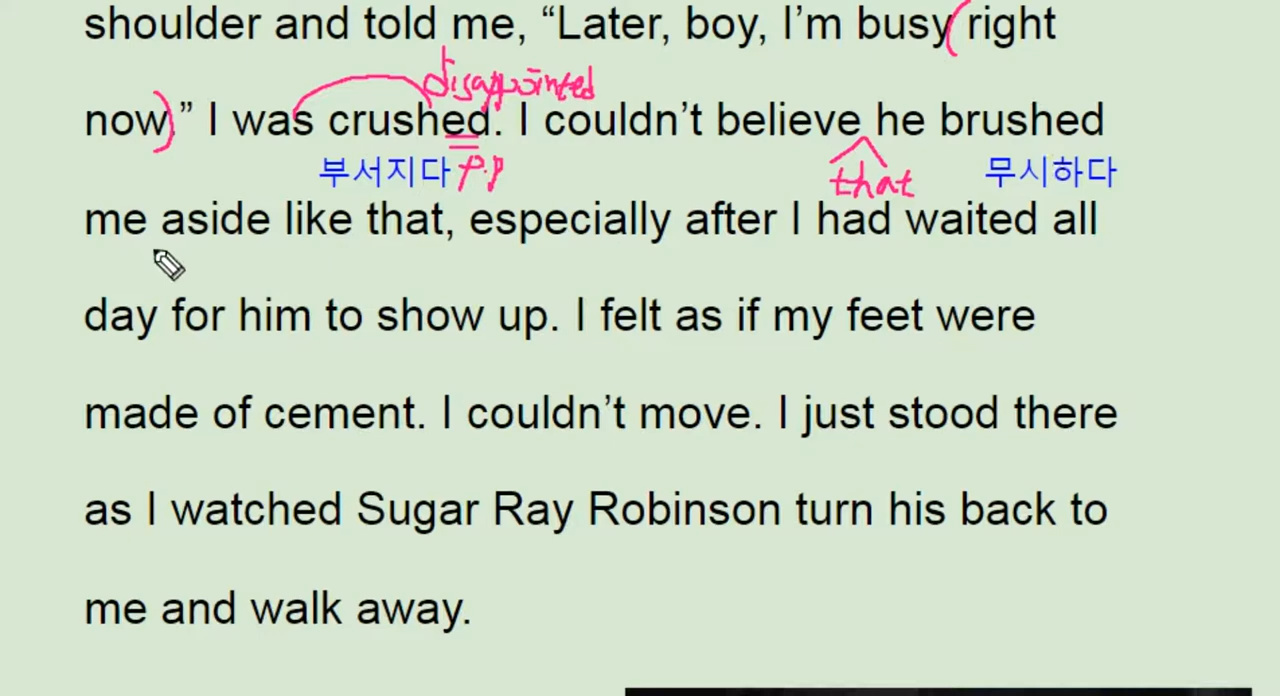 shoulder and told me, “Later, boy, I’m busy (right
disappointed
now).” I was crushed. I couldn’t believe he brushed
부서지다 p.p that 무시하다
me aside like that, especially after I had waited all
day for him to show up. I felt as if my feet were
made of cement. I couldn’t move. I just stood there
as I watched Sugar Ray Robinson turn his back to
me and walk away.